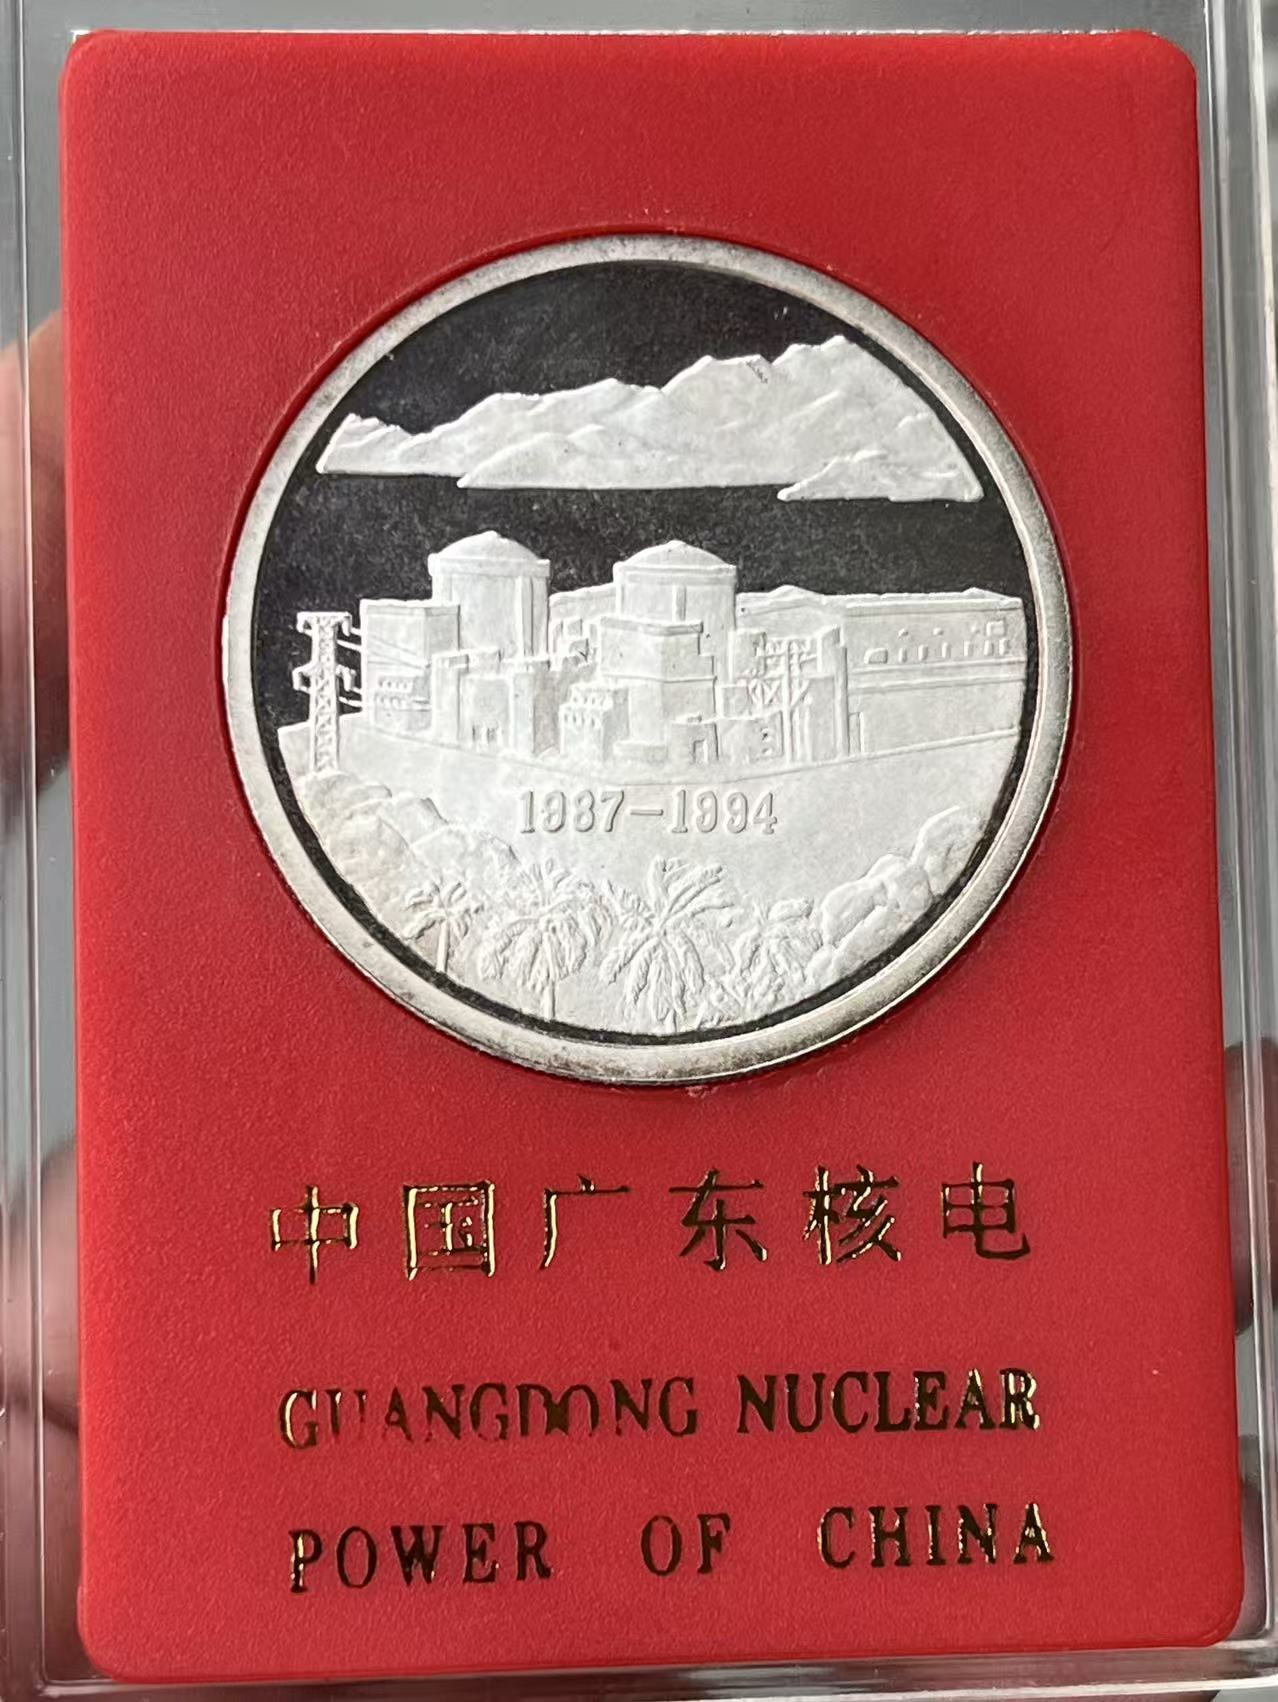 1987-1994
中国广东核电
GUANGDONG NUCLEAR
POWER OF CHINA